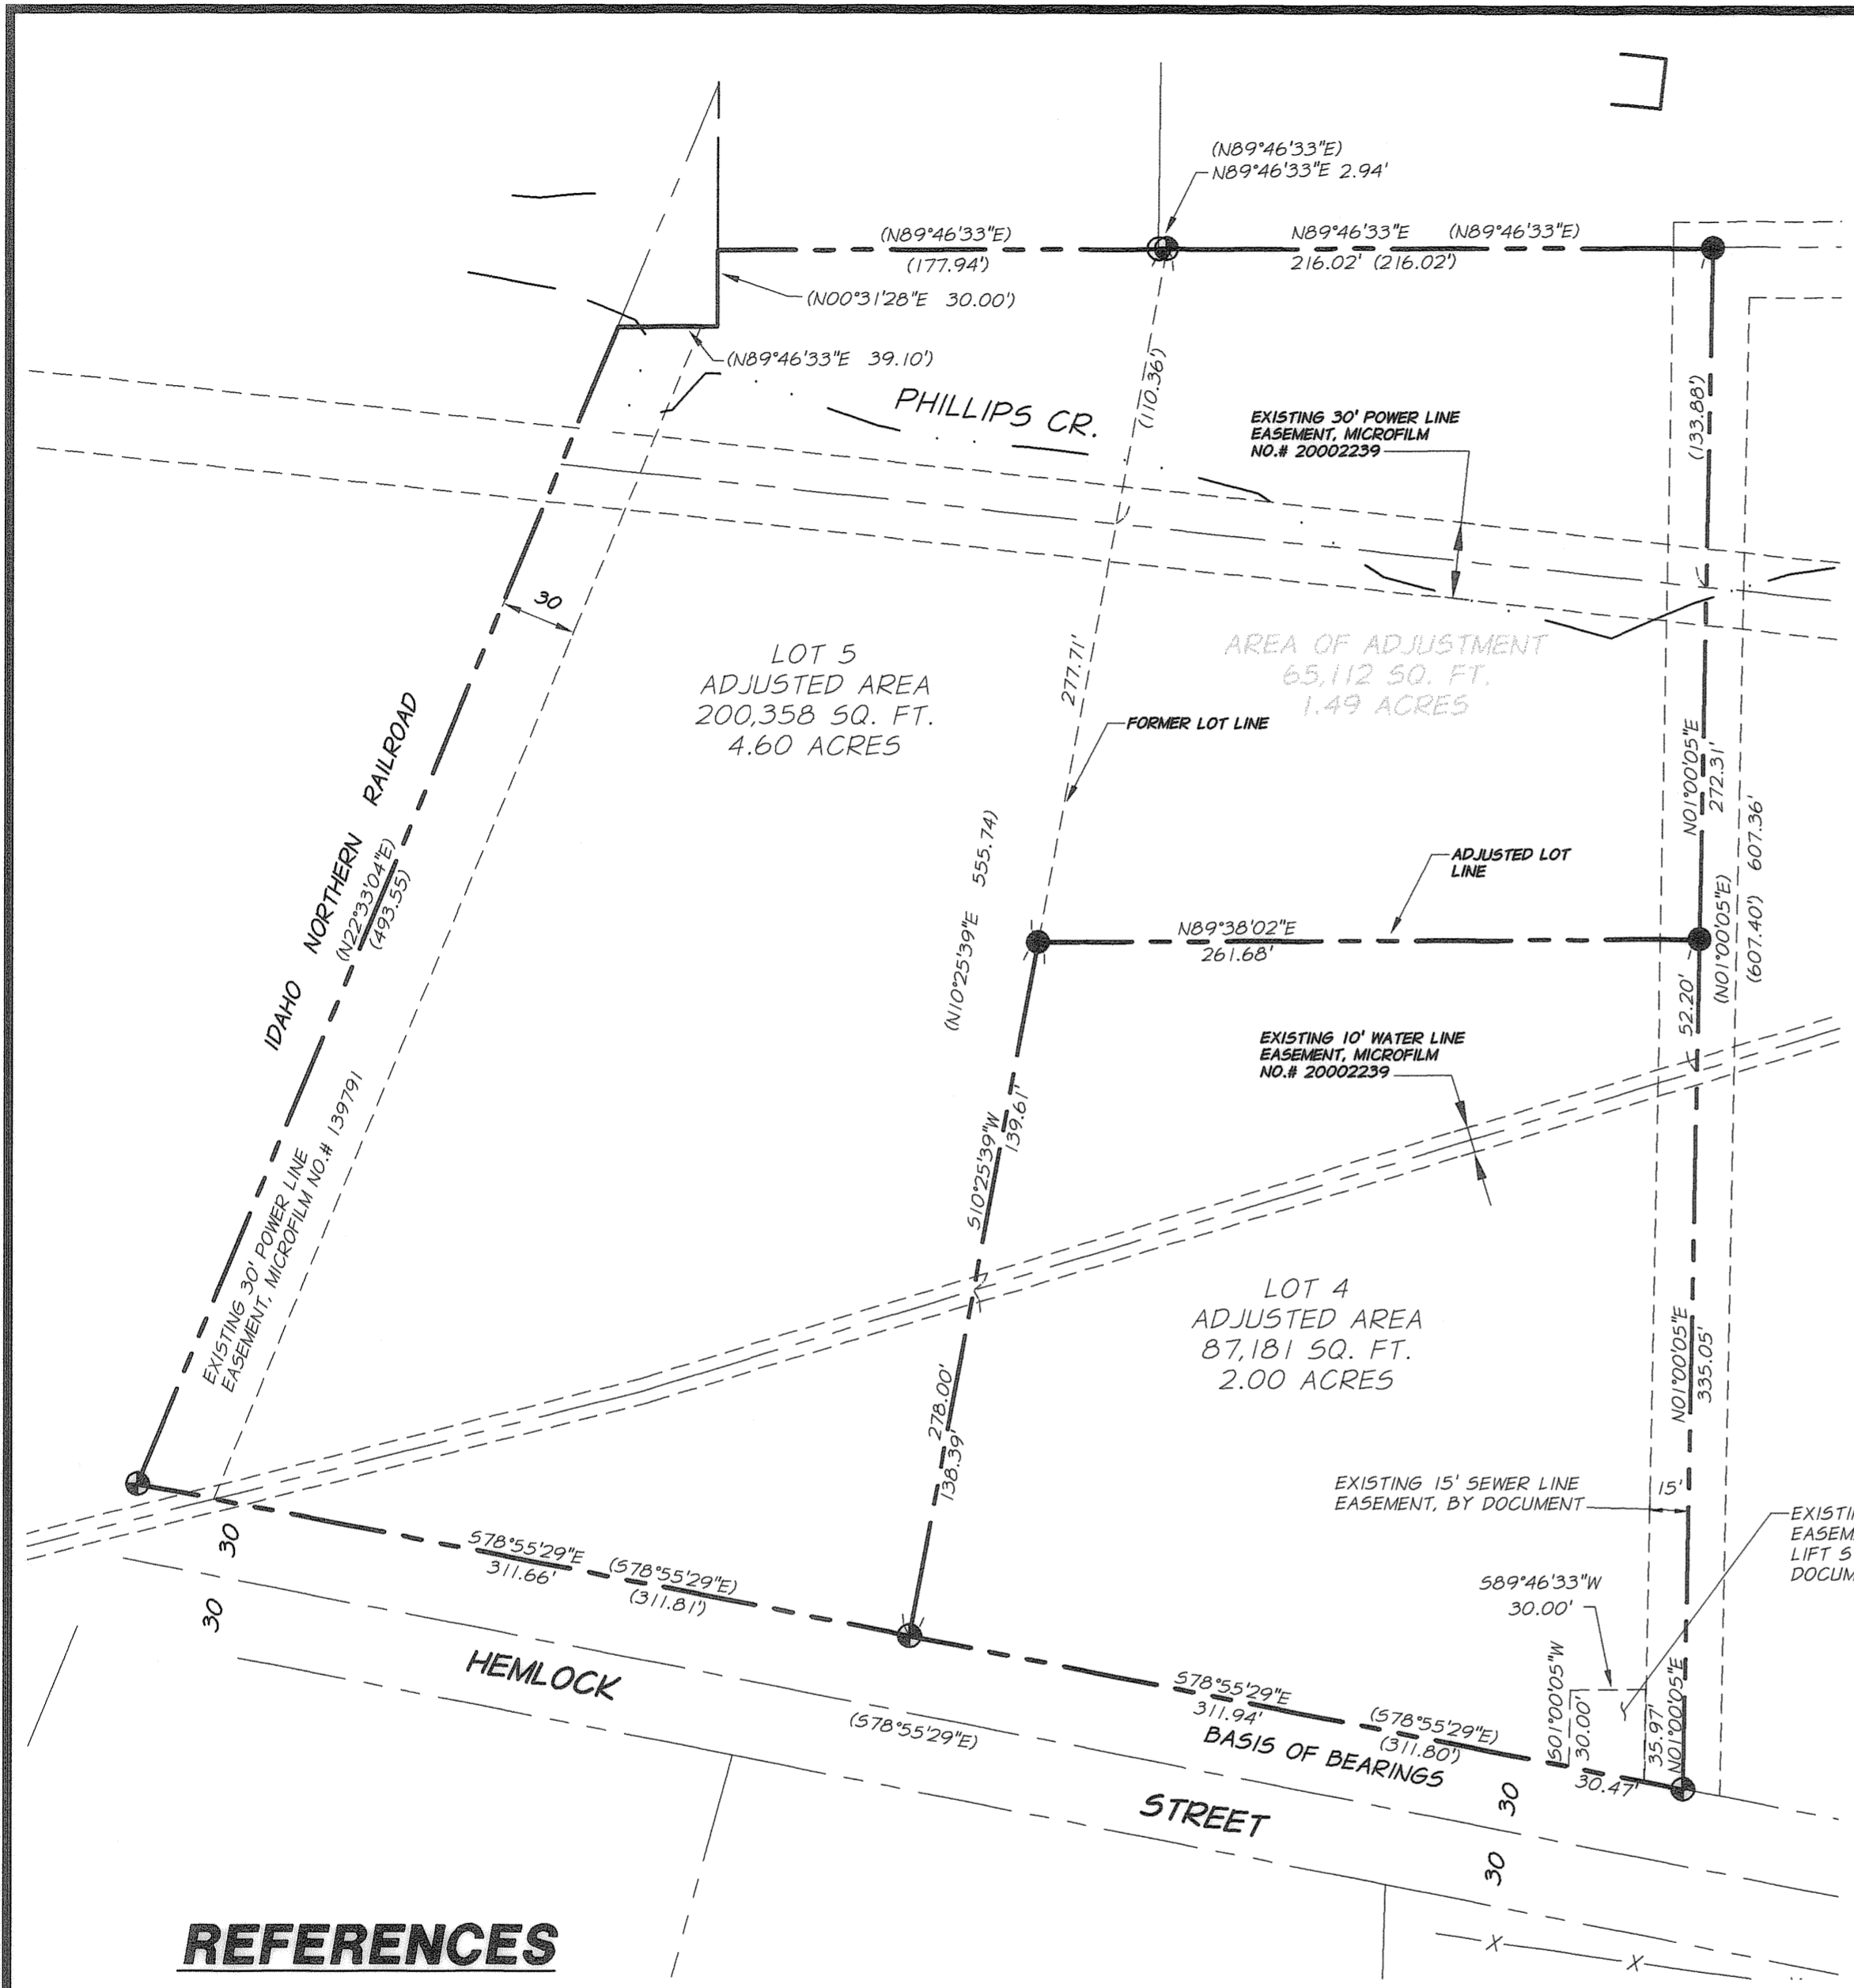 (N89°46'33"E)
N89°46'33"E 2.94'
(N89°46'33"E)
(177.94')
N89°46'33"E (N89°46'33"E)
216.02' (216.02')
(N00°31'28"E 30.00')
(N89°46'33"E 39.10')
PHILLIPS CR.
(110.36')
(133.88')
EXISTING 30' POWER LINE
EASEMENT, MICROFILM
NO.# 20002239
30
LOT 5
ADJUSTED AREA
200,358 SQ. FT.
4.60 ACRES
277.71'
AREA OF ADJUSTMENT
65,112 SQ. FT.
1.49 ACRES
FORMER LOT LINE
N01°00'05"E
272.31'
IDAHO NORTHERN RAILROAD
(N22°33'04"E)
(493.55)
(N10°25'39"E 555.74)
ADJUSTED LOT
LINE
N89°38'02"E
261.68'
(N01°00'05"E)
(607.40') 607.36'
52.20'
EXISTING 10' WATER LINE
EASEMENT, MICROFILM
NO.# 20002239
EXISTING 30' POWER LINE
EASEMENT, MICROFILM NO.# 139791
S10°25'39"W
139.61'
LOT 4
ADJUSTED AREA
87,181 SQ. FT.
2.00 ACRES
278.00'
138.39'
N01°00'05"E
335.05'
EXISTING 15' SEWER LINE
EASEMENT, BY DOCUMENT
15'
EXISTI
EASEM
LIFT S
DOCUM
S89°46'33"W
30.00'
30
30
S78°55'29"E (S78°55'29"E)
311.66' (311.81')
S01°00'05"W
30.00'
35.97'
N01°00'05"E
30.47'
HEMLOCK
(S78°55'29"E)
S78°55'29"E (S78°55'29"E)
311.94' (311.80')
BASIS OF BEARINGS
STREET
30
30
X X
REFERENCES